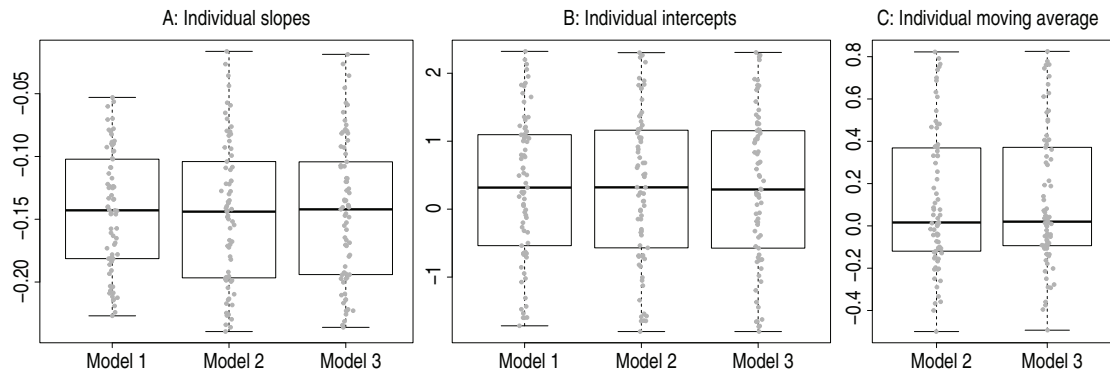 A: Individual slopes
−0.05
−0.10
−0.15
−0.20
Model 1 Model 2 Model 3
B: Individual intercepts
2
1
0
−1
Model 1 Model 2 Model 3
C: Individual moving average
0.8
0.6
0.4
0.2
0.0
−0.2
−0.4
Model 2 Model 3